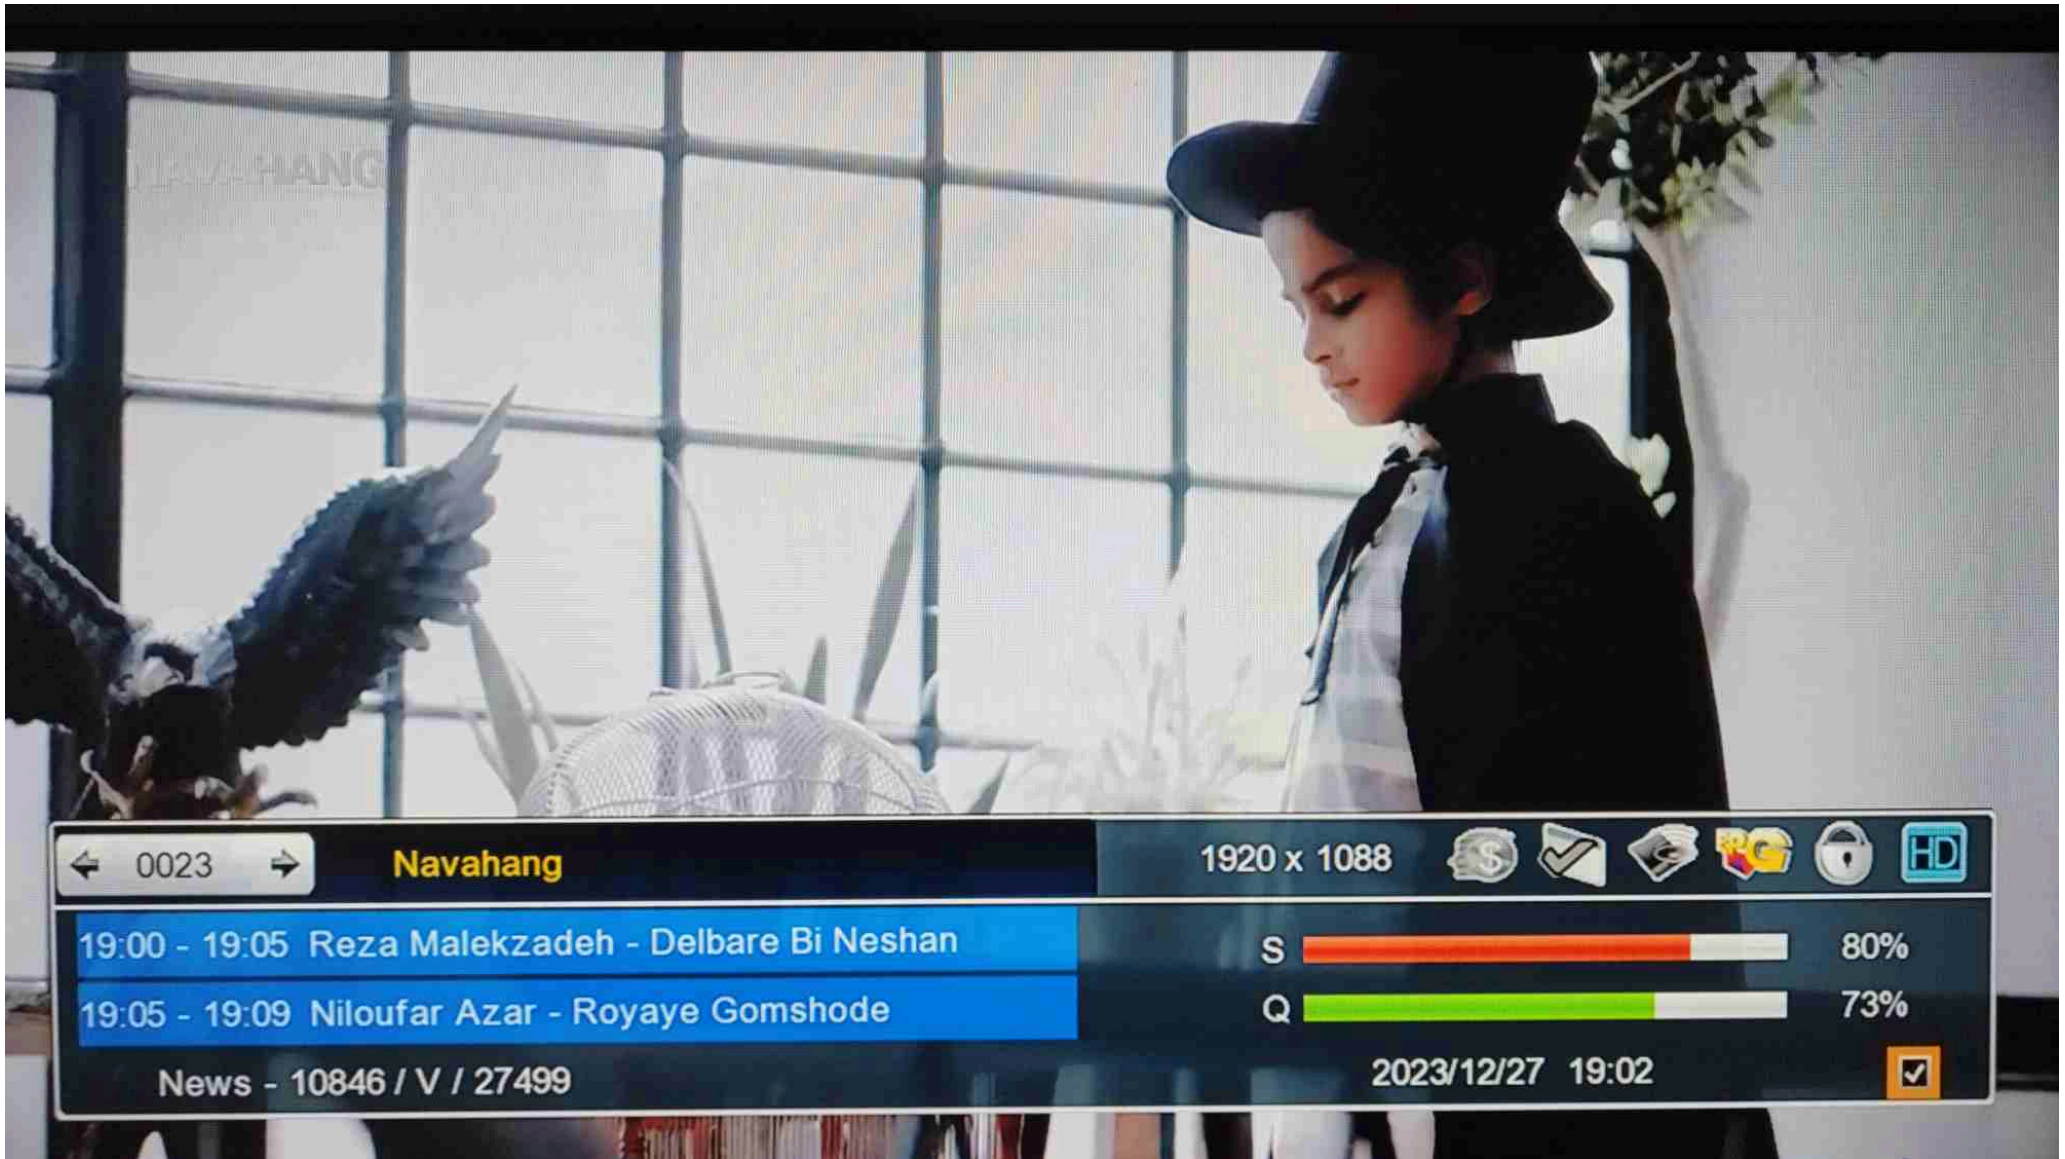 NAVAHANG
0023 Navahang 1920 x 1088 HD
19:00 - 19:05 Reza Malekzadeh - Delbare Bi Neshan
S 80%
19:05 - 19:09 Niloufar Azar - Royaye Gomshode
Q 73%
News - 10846 / V / 27499
2023/12/27 19:02